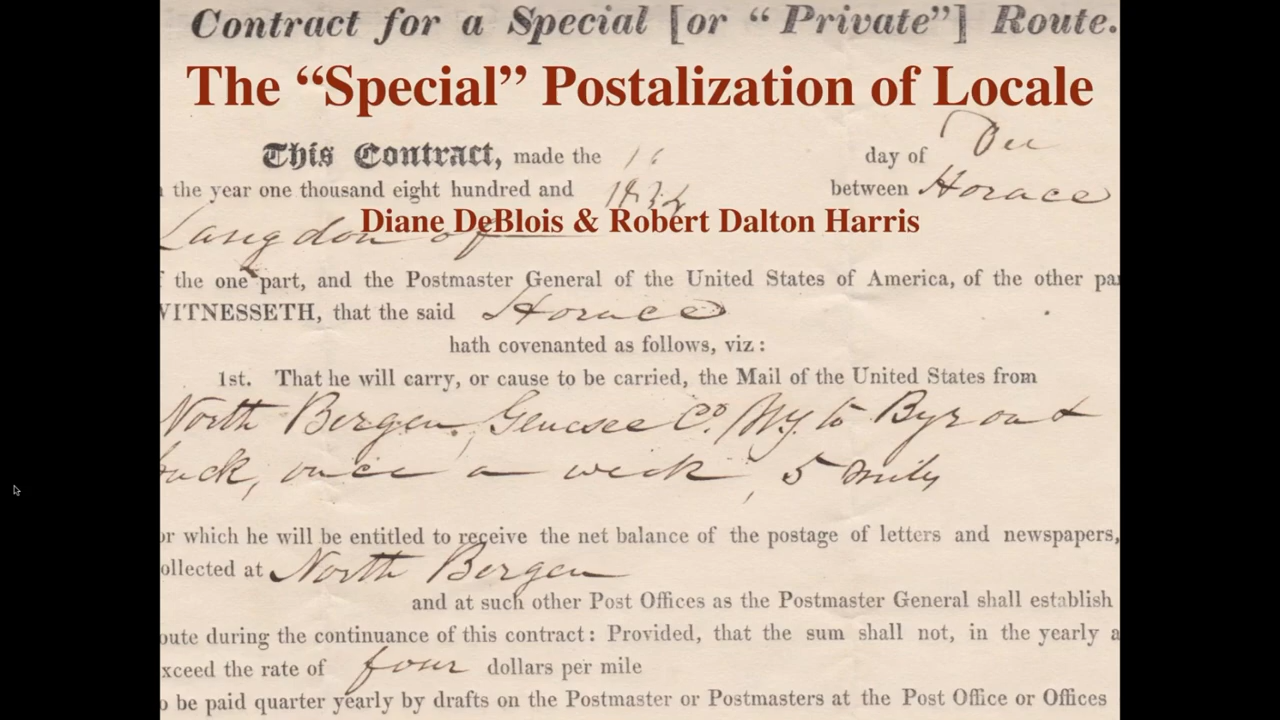 Contract for a Special [or “Private”] Route.
The “Special” Postalization of Locale
This Contract, made the 16 day of Dec
the year one thousand eight hundred and between Horace
Diane DeBlois & Robert Dalton Harris
Langdon of
f the one part, and the Postmaster General of the United States of America, of the other par
WITNESSETH, that the said Horace
hath covenanted as follows, viz :
1st. That he will carry, or cause to be carried, the Mail of the United States from
North Bergen, Genesee Co. NY. to Byron &
back, once a week, 5 miles
or which he will be entitled to receive the net balance of the postage of letters and newspapers,
ollected at North Bergen
and at such other Post Offices as the Postmaster General shall establish
oute during the continuance of this contract : Provided, that the sum shall not, in the yearly a
xceed the rate of four dollars per mile
o be paid quarter yearly by drafts on the Postmaster or Postmasters at the Post Office or Offices